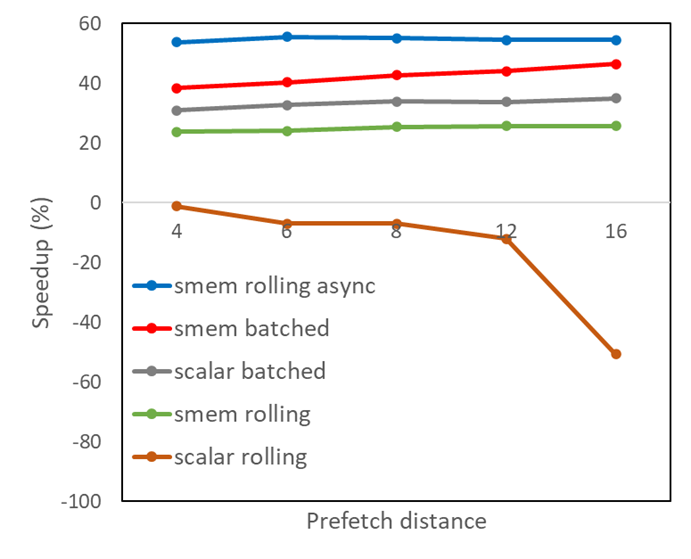 60
40
20
0
-20
-40
-60
-80
-100
Speedup (%)
4 6 8 12 16
smem rolling async
smem batched
scalar batched
smem rolling
scalar rolling
Prefetch distance